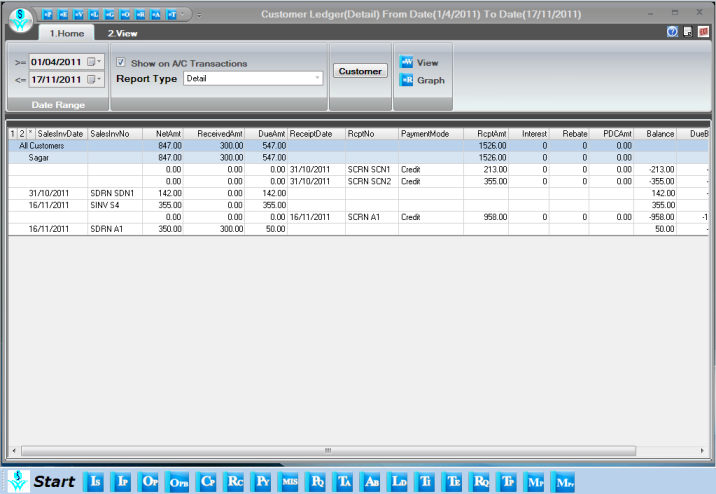 Customer Ledger(Detail) From Date(1/4/2011) To Date(17/11/2011)
1.Home 2.View
>= 01/04/2011
<= 17/11/2011
Date Range
Show on A/C Transactions
Report Type Detail
Customer
View
Graph
1 2 * SalesInvDate SalesInvNo NetAmt ReceivedAmt DueAmt ReceiptDate RcptNo PaymentMode RcptAmt Interest Rebate PDCAmt Balance DueB
All Customers 847.00 300.00 547.00 1526.00 0 0 0.00
Sagar 847.00 300.00 547.00 1526.00 0 0 0.00
0.00 0.00 0.00 31/10/2011 SCRN SCN1 Credit 213.00 0 0 0.00 -213.00
0.00 0.00 0.00 31/10/2011 SCRN SCN2 Credit 355.00 0 0 0.00 -355.00
31/10/2011 SDRN SDN1 142.00 0.00 142.00 142.00
16/11/2011 SINV S4 355.00 0.00 355.00 355.00
0.00 0.00 0.00 16/11/2011 SCRN A1 Credit 958.00 0 0 0.00 -958.00 -1
16/11/2011 SDRN A1 350.00 300.00 50.00 50.00
Start Is Ip Op OPD Cp Rc Py MIS PQ TA AB LD TI TE RQ TP MP